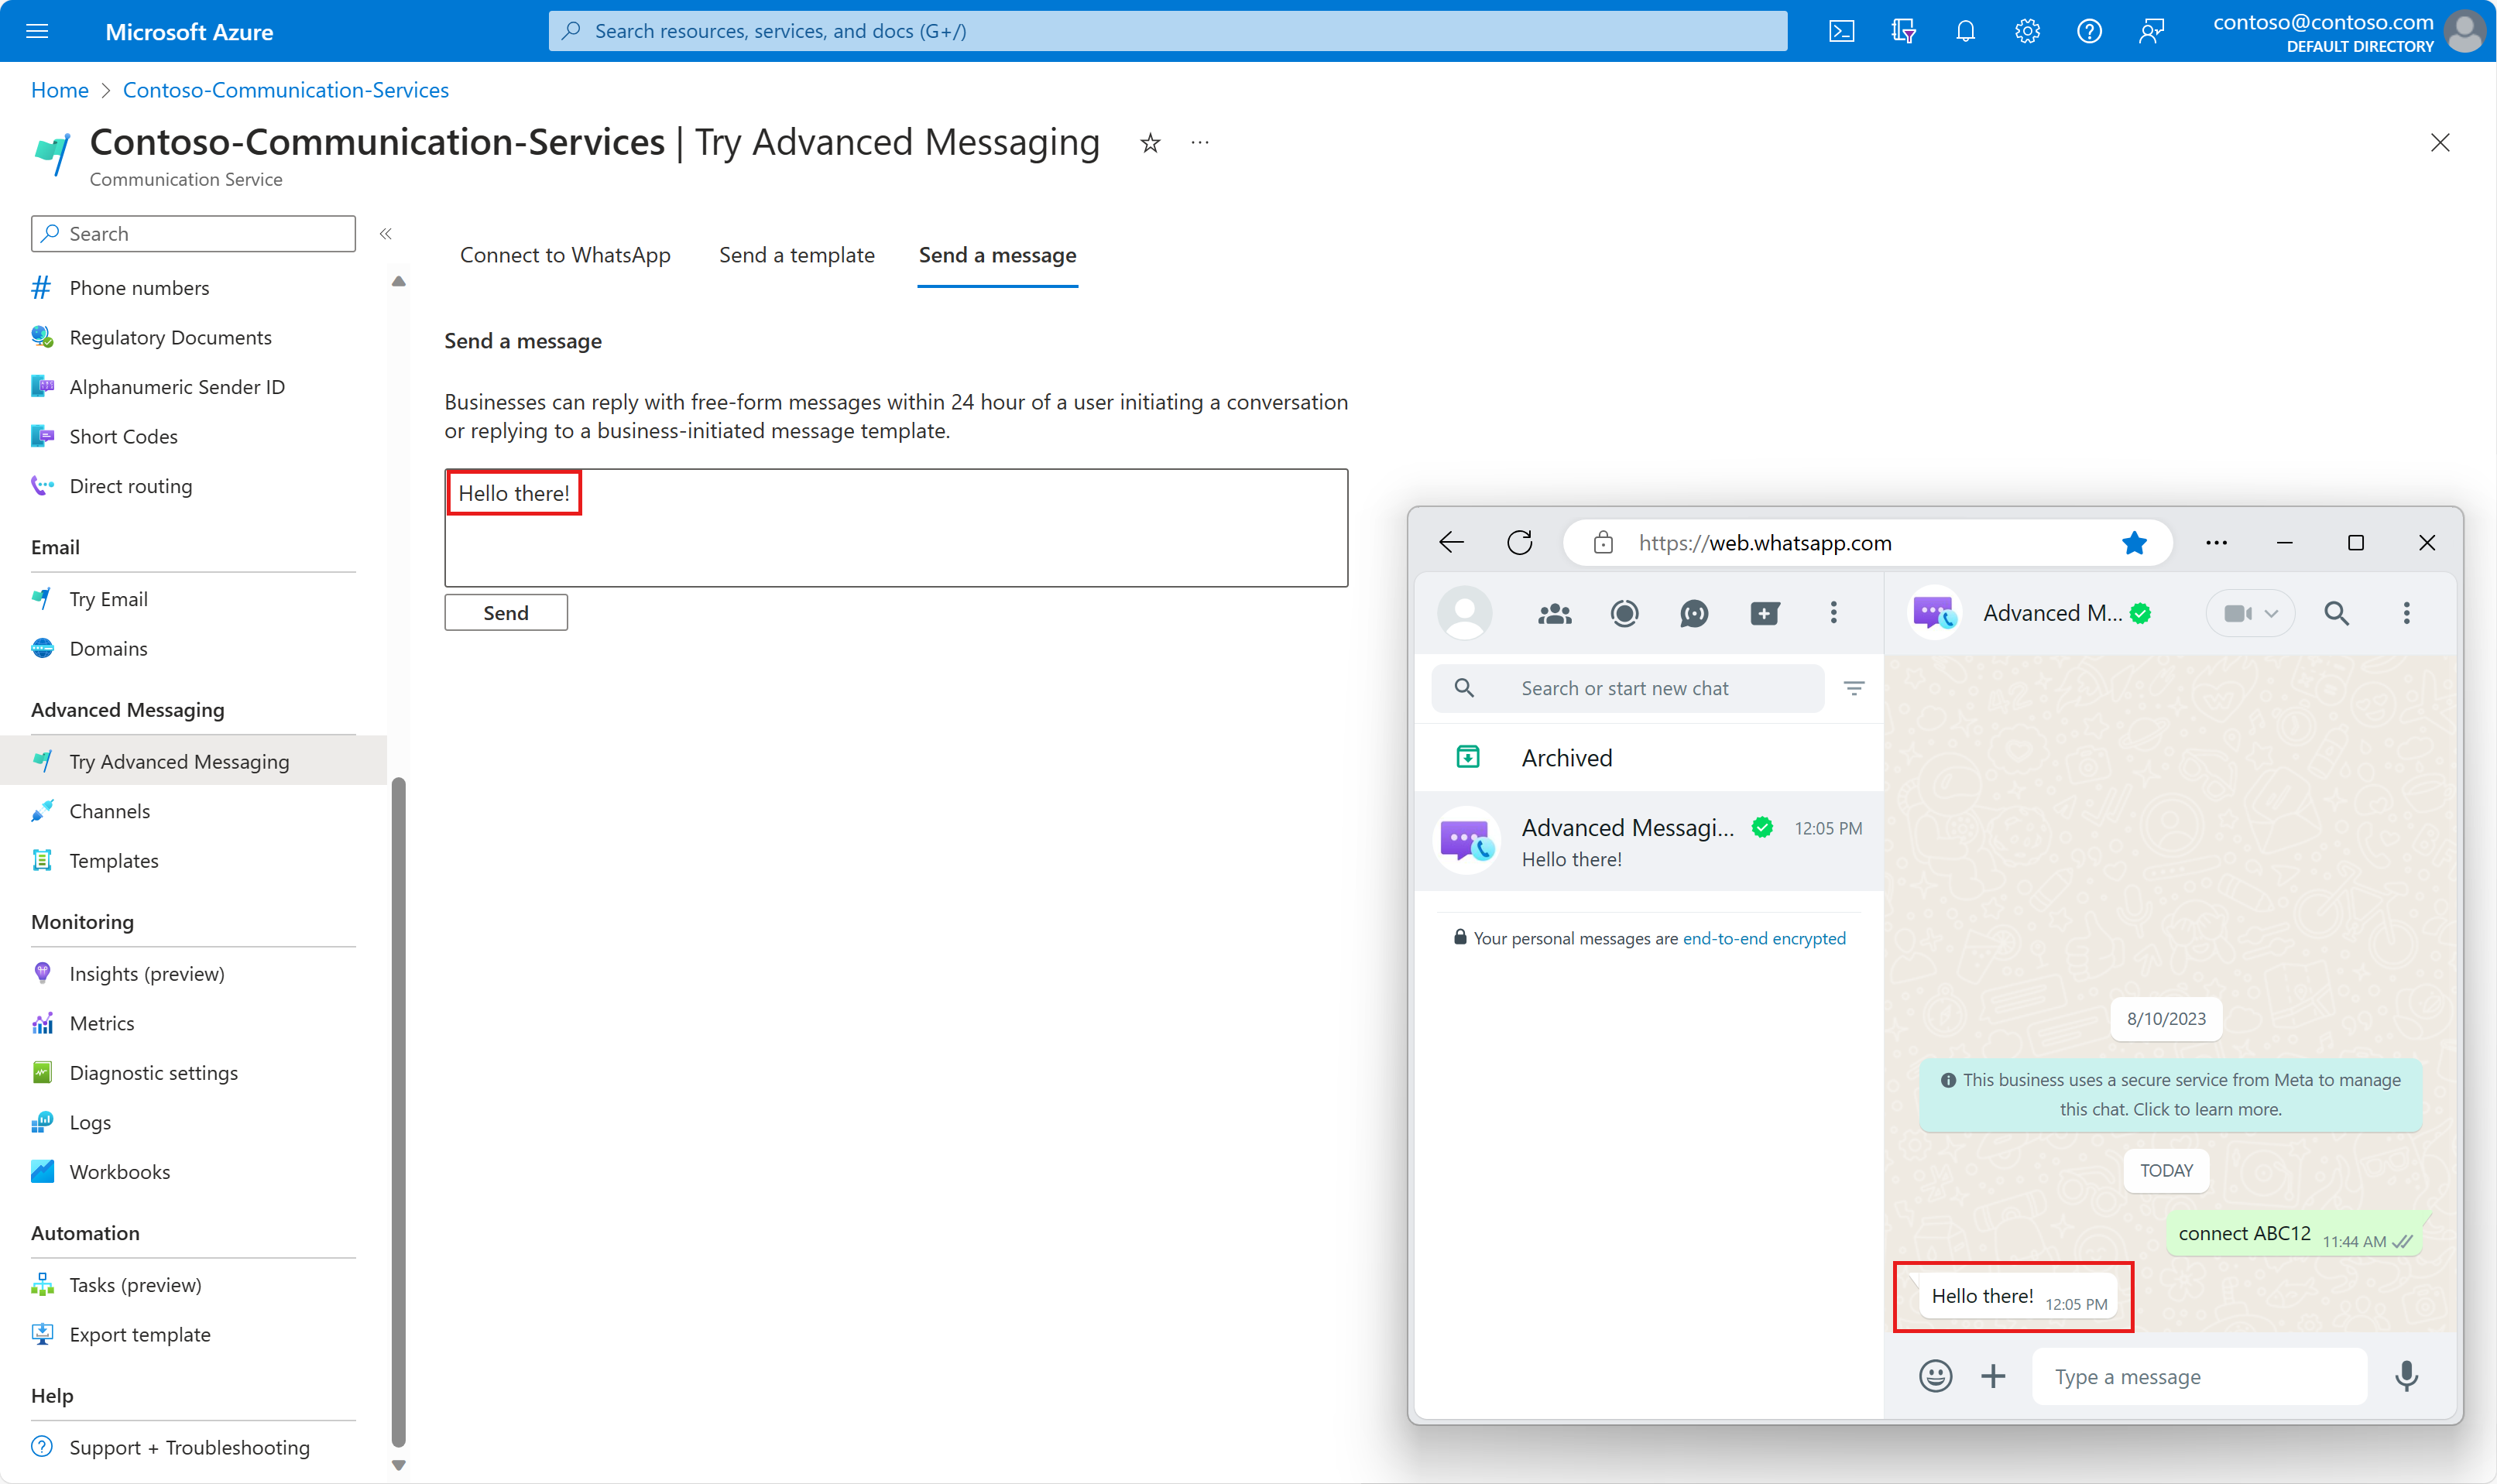 Microsoft Azure
Search resources, services, and docs (G+/)
contoso@contoso.com
DEFAULT DIRECTORY
Home > Contoso-Communication-Services
Contoso-Communication-Services | Try Advanced Messaging
Communication Service
Search
Phone numbers
Regulatory Documents
Alphanumeric Sender ID
Short Codes
Direct routing
Email
Try Email
Domains
Advanced Messaging
Try Advanced Messaging
Channels
Templates
Monitoring
Insights (preview)
Metrics
Diagnostic settings
Logs
Workbooks
Automation
Tasks (preview)
Export template
Help
Support + Troubleshooting
Connect to WhatsApp
Send a template
Send a message
Send a message
Businesses can reply with free-form messages within 24 hour of a user initiating a conversation
or replying to a business-initiated message template.
Hello there!
Send
https://web.whatsapp.com
Advanced M...
Search or start new chat
Archived
Advanced Messagi... 12:05 PM
Hello there!
Your personal messages are end-to-end encrypted
8/10/2023
This business uses a secure service from Meta to manage
this chat. Click to learn more.
TODAY
connect ABC12 11:44 AM
Hello there! 12:05 PM
Type a message